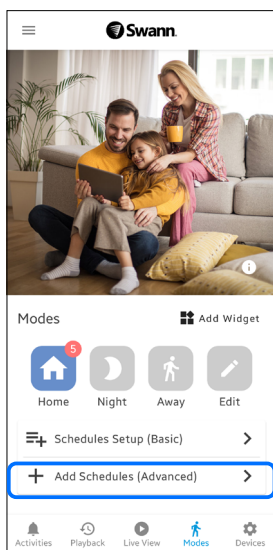 Swann
Modes
Add Widget
5
Home Night Away Edit
Schedules Setup (Basic)
Add Schedules (Advanced)
Activities Playback Live View Modes Devices